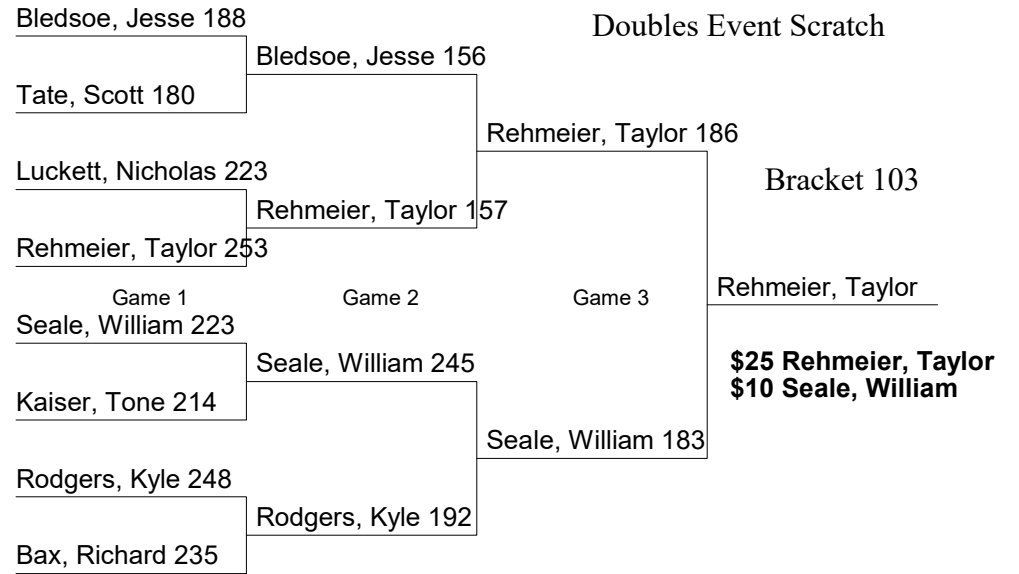 Bledsoe, Jesse 188
Doubles Event Scratch
Bledsoe, Jesse 156
Tate, Scott 180
Rehmeier, Taylor 186
Luckett, Nicholas 223
Bracket 103
Rehmeier, Taylor 157
Rehmeier, Taylor 253
Game 1
Game 2
Game 3
Rehmeier, Taylor
Seale, William 223
Seale, William 245
$25 Rehmeier, Taylor
$10 Seale, William
Kaiser, Tone 214
Seale, William 183
Rodgers, Kyle 248
Rodgers, Kyle 192
Bax, Richard 235